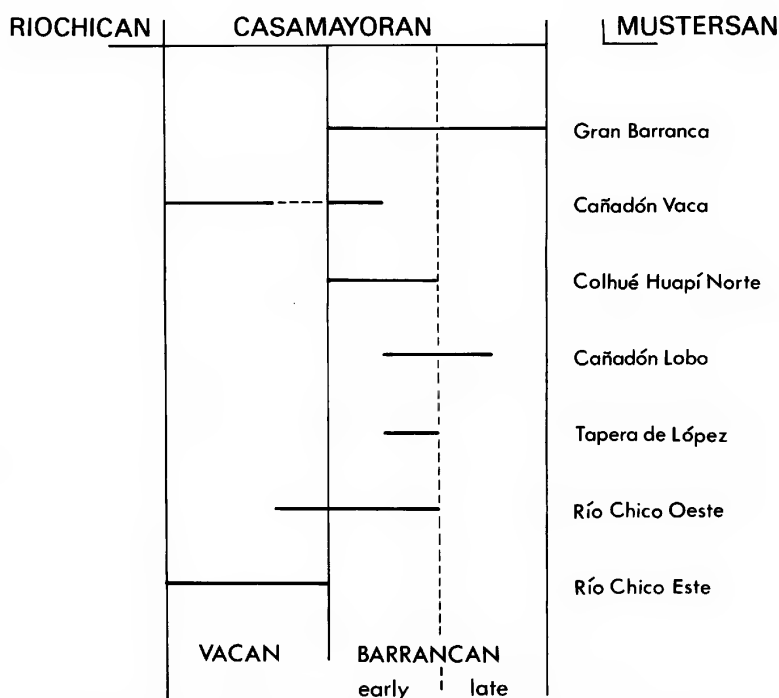 RIOCHICAN CASAMAYORAN MUSTERSAN
Gran Barranca
Cañadón Vaca
Colhué Huapí Norte
Cañadón Lobo
Tapera de López
Río Chico Oeste
Río Chico Este
VACAN BARRANCAN
early late